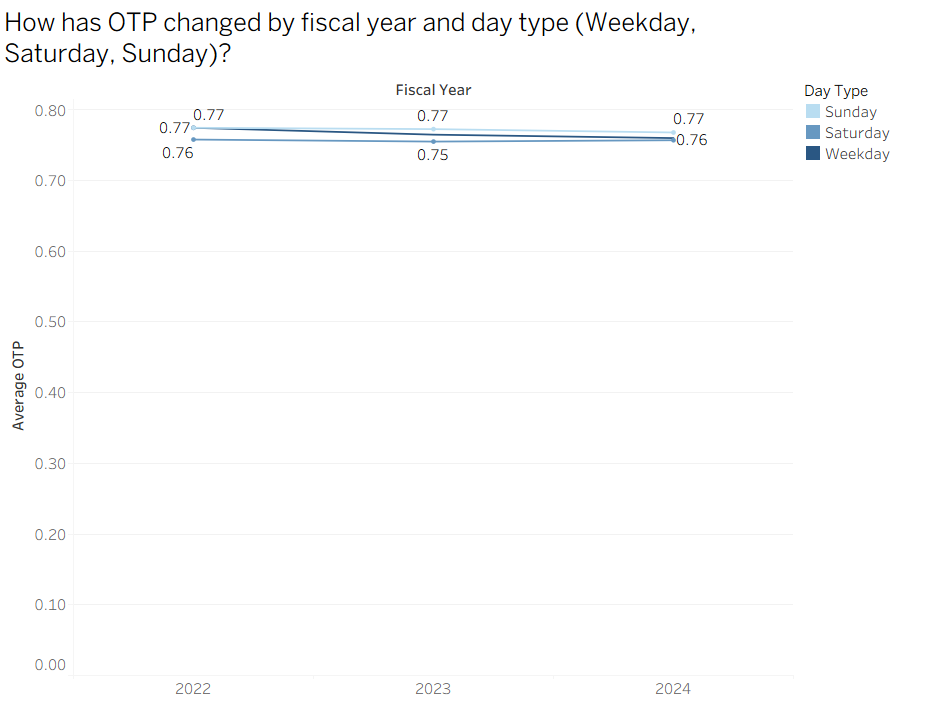 How has OTP changed by fiscal year and day type (Weekday,
Saturday, Sunday)?
Fiscal Year
Day Type
Sunday
Saturday
Weekday
Average OTP
0.80
0.70
0.60
0.50
0.40
0.30
0.20
0.10
0.00
0.77
0.77
0.76
0.77
0.75
0.77
0.76
2022
2023
2024